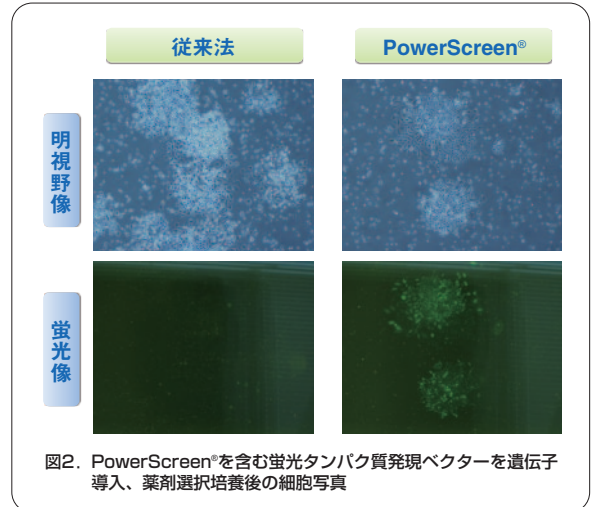 従来法
PowerScreen®
明視野像
蛍光像
図2. PowerScreen®を含む蛍光タンパク質発現ベクターを遺伝子
導入、薬剤選択培養後の細胞写真